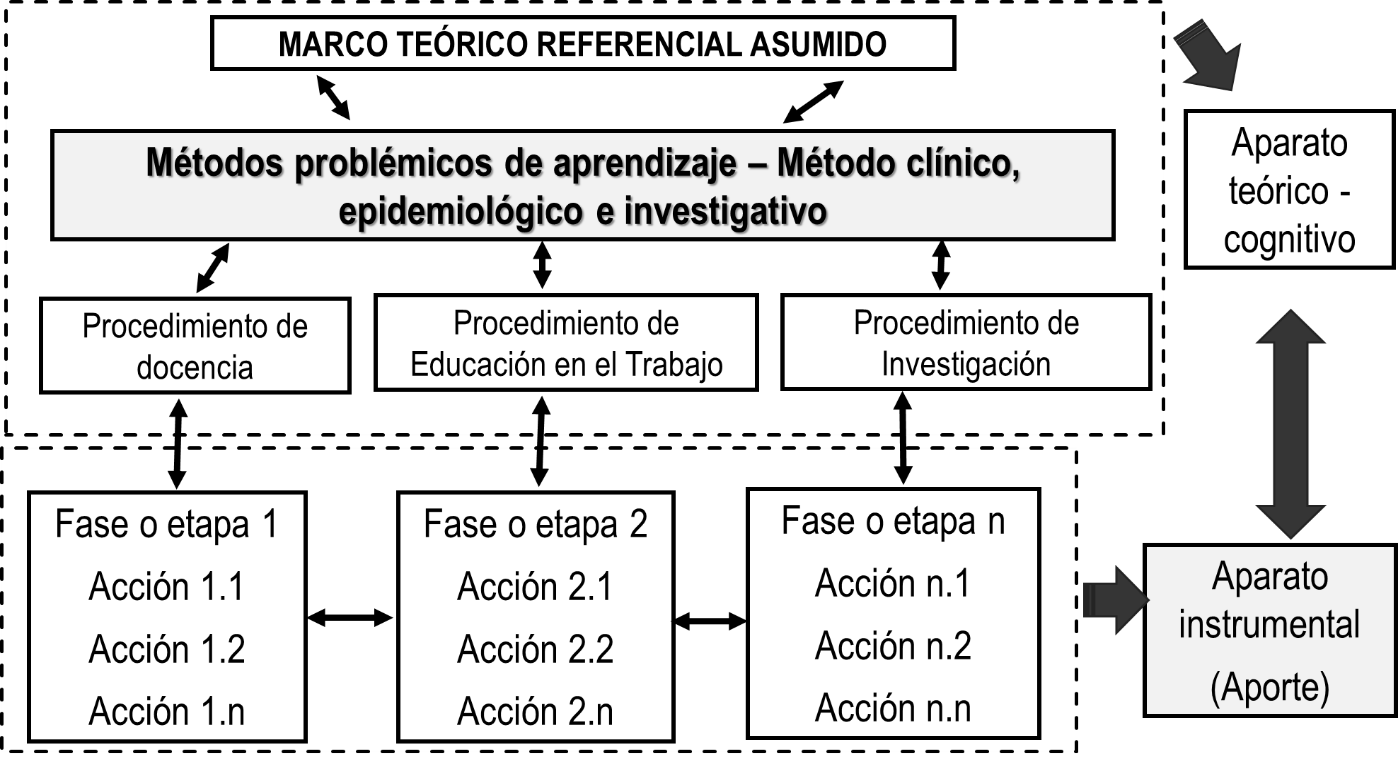 MARCO TEÓRICO REFERENCIAL ASUMIDO
Métodos problémicos de aprendizaje – Método clínico,
epidemiológico e investigativo
Aparato
teórico -
cognitivo
Procedimiento de
docencia
Procedimiento de
Educación en el Trabajo
Procedimiento de
Investigación
Fase o etapa 1
Acción 1.1
Acción 1.2
Acción 1.n
Fase o etapa 2
Acción 2.1
Acción 2.2
Acción 2.n
Fase o etapa n
Acción n.1
Acción n.2
Acción n.n
Aparato
instrumental
(Aporte)